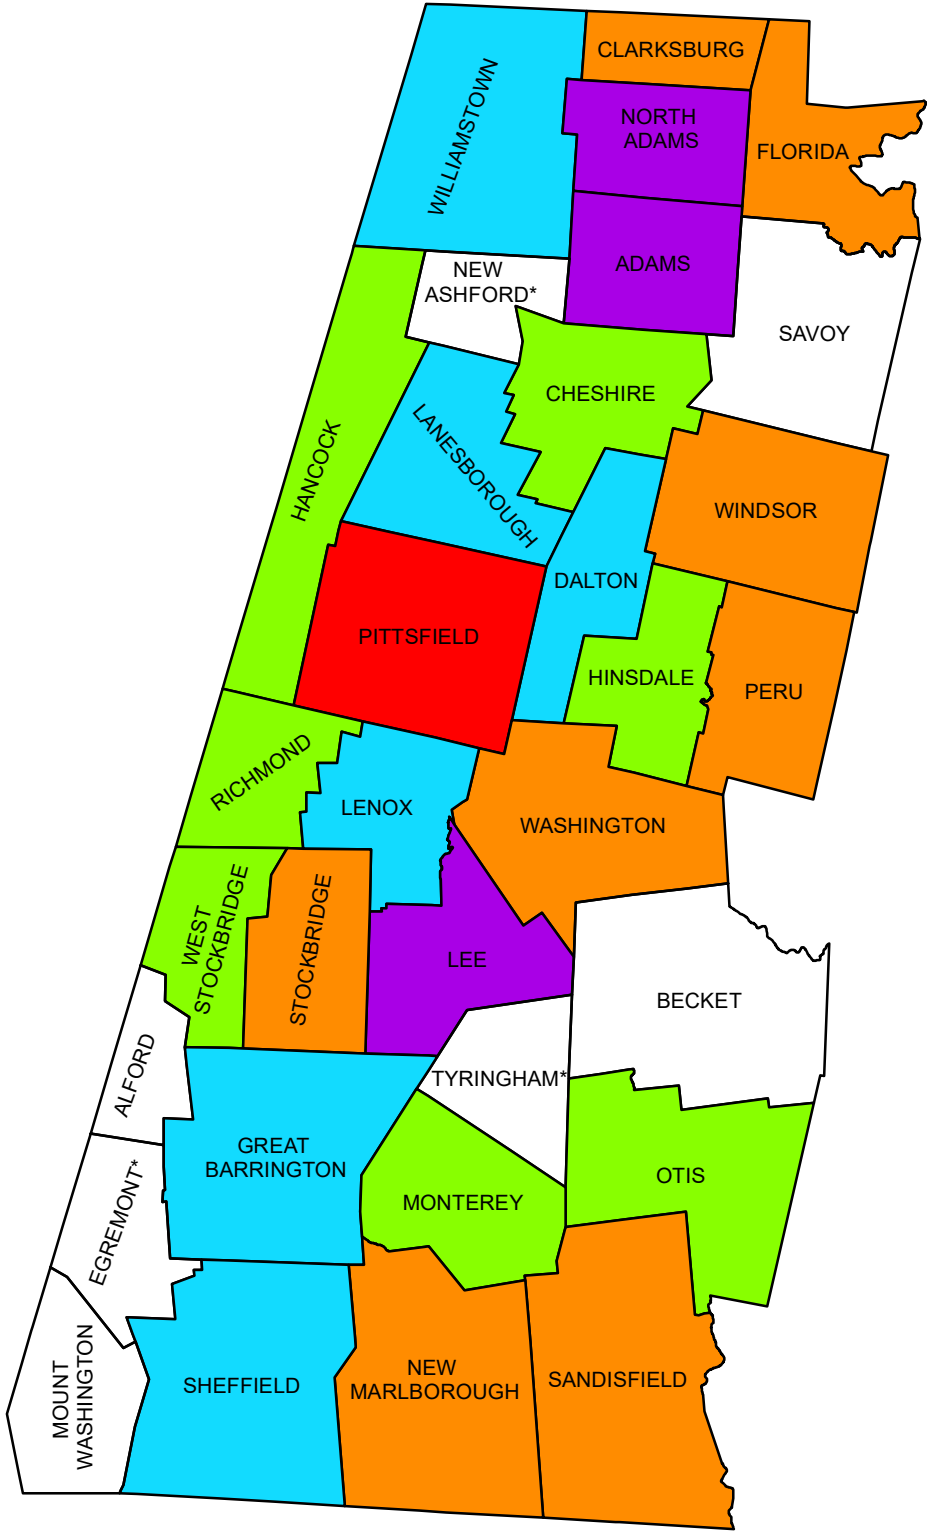 CLARKSBURG
WILLIAMSTOWN
NORTH
ADAMS
FLORIDA
ADAMS
NEW
ASHFORD*
SAVOY
CHESHIRE
HANCOCK
LANESBOROUGH
WINDSOR
DALTON
PITTSFIELD
HINSDALE
PERU
RICHMOND
LENOX
WASHINGTON
WEST
STOCKBRIDGE
STOCKBRIDGE
LEE
BECKET
ALFORD
TYRINGHAM*
GREAT
BARRINGTON
OTIS
EGREMONT*
MONTEREY
MOUNT
WASHINGTON
SHEFFIELD
NEW
MARLBOROUGH
SANDISFIELD